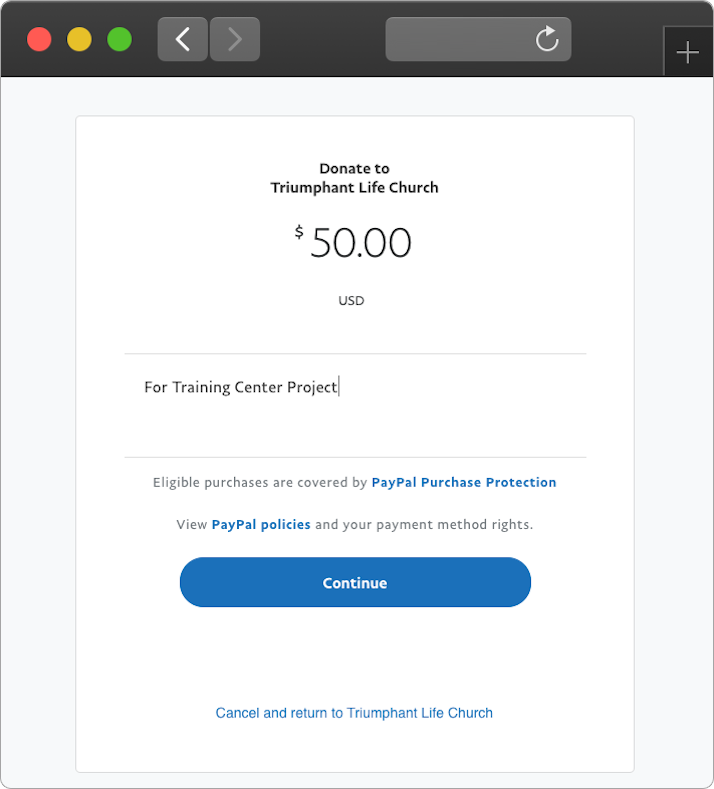 Donate to
Triumphant Life Church
$ 50.00
USD
For Training Center Project
Eligible purchases are covered by PayPal Purchase Protection
View PayPal policies and your payment method rights.
Continue
Cancel and return to Triumphant Life Church